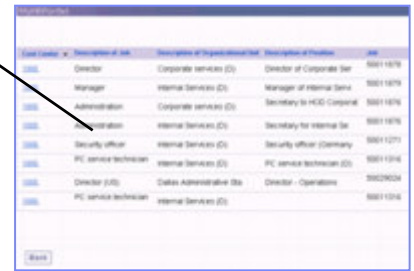 Cost Center Description of Job Description of Organizational Unit Description of Position Job
Director Corporate services (D) Director of Corporate Ser 50011878
Manager Internal Services (D) Manager of Internal Servi 50011879
Administration Corporate services (D) Secretary to HOD Corporat 50011876
Administration Internal Services (D) Secretary for Internal Se 50011876
Security officer Internal Services (D) Security officer (Germany 50011271
PC service technician Internal Services (D) PC service technician (D) 50011316
Director (US) Dallas Administrative Sta Director - Operations 50029024
PC service technician Internal Services (D) 50011316
Back